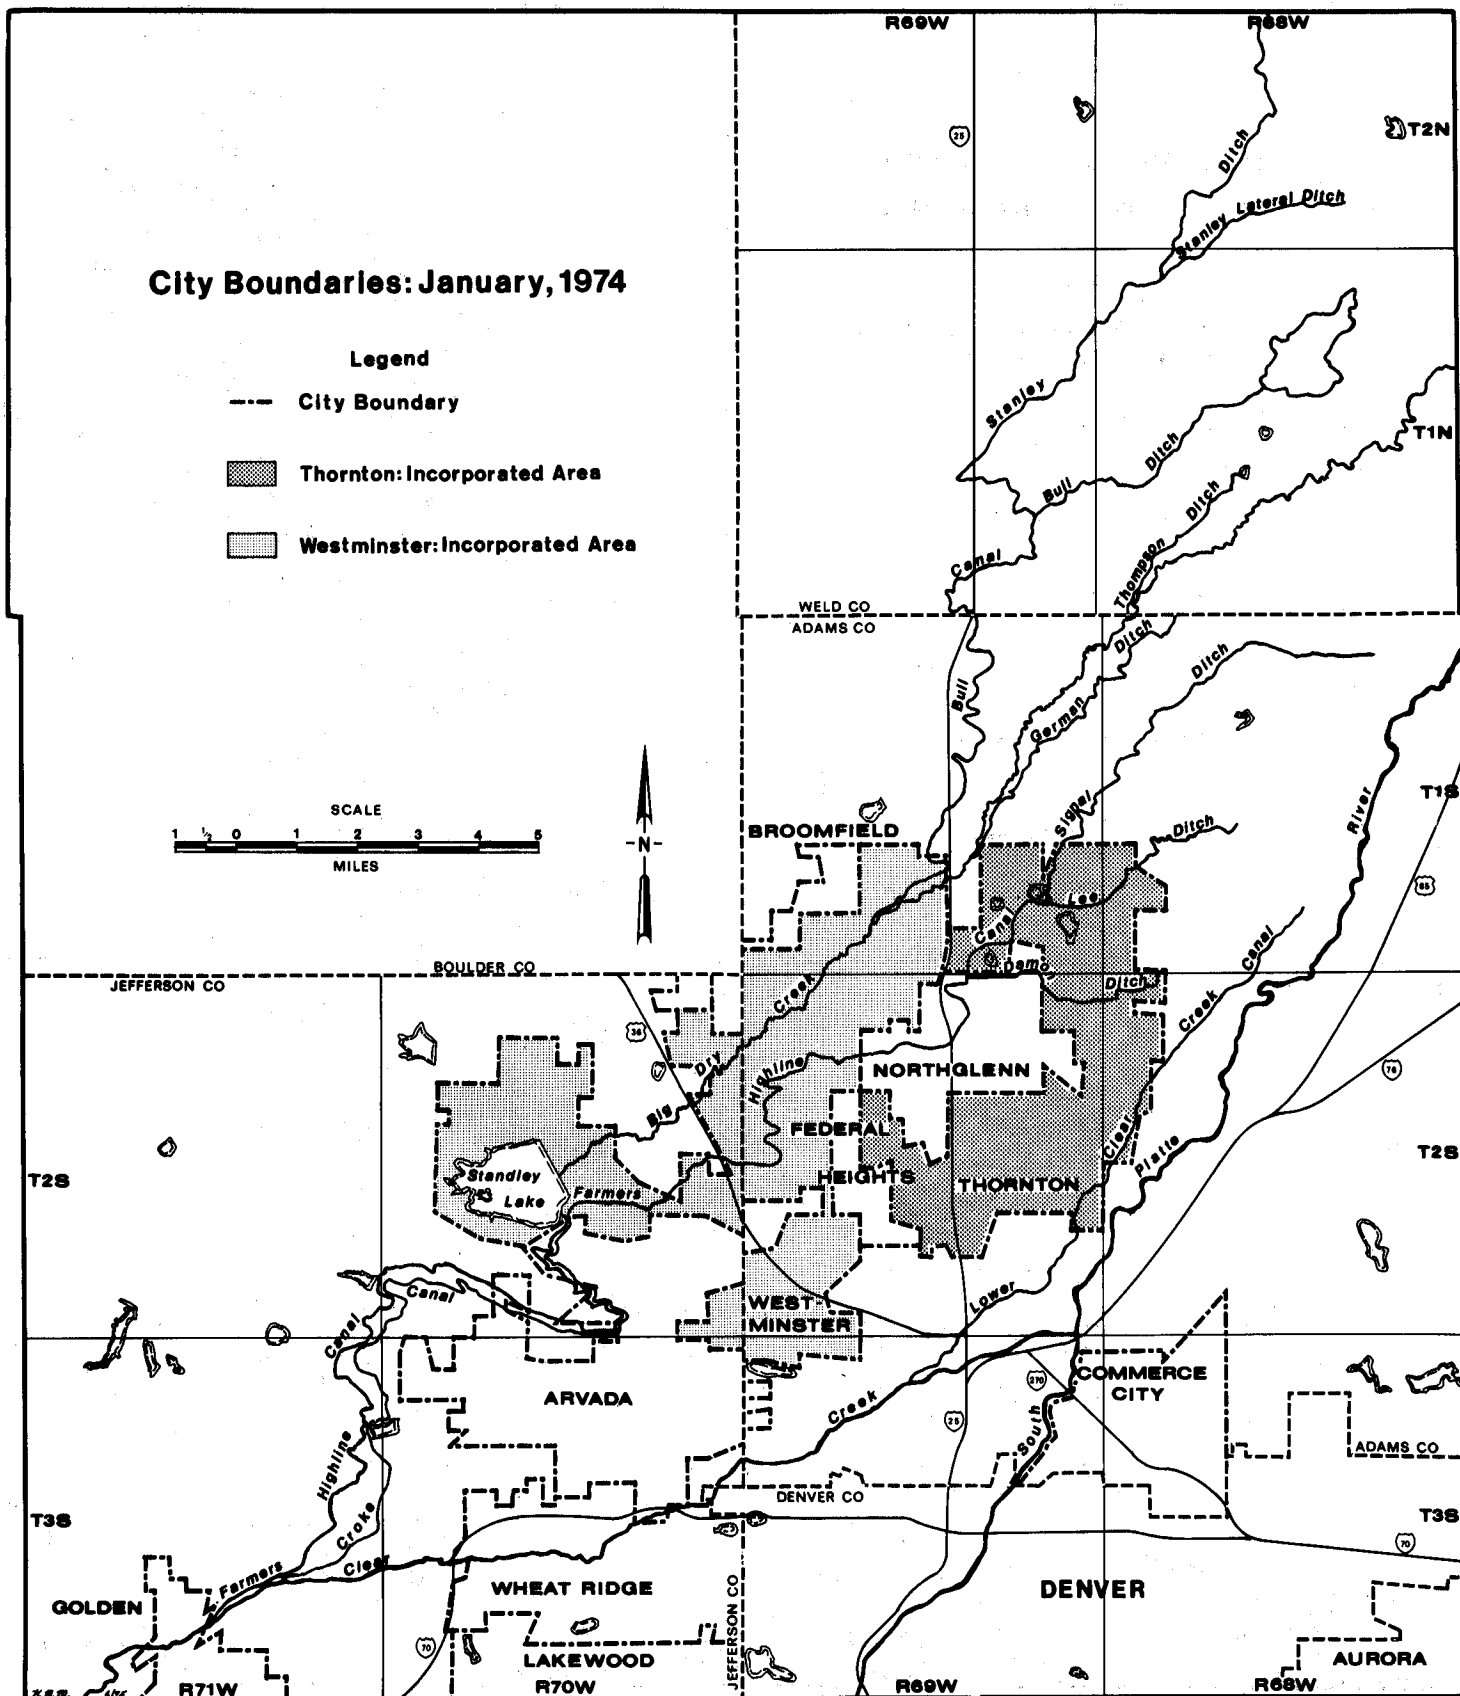 R69W
R68W
25
T2N
Ditch
Stanley Lateral Ditch
City Boundaries: January, 1974
Legend
City Boundary
Thornton: Incorporated Area
Westminster: Incorporated Area
Stanley
T1N
Ditch
Bull
Ditch
Canal
Thompson
WELD CO
ADAMS CO
Ditch
Ditch
Bull
German
SCALE
1 ½ 0 1 2 3 4 5
MILES
-N-
River
T1S
Signal
Ditch
BROOMFIELD
85
Lee
Canal
Canal
BOULDER CO
JEFFERSON CO
Damo
Ditch
Creek
Creek
36
Dry
Highline
NORTHGLENN
76
Big
FEDERAL
HEIGHTS
Clear
Platte
T2S
T2S
Standley
Lake
Farmers
THORNTON
Canal
Lower
WEST-
MINSTER
Canal
COMMERCE
CITY
270
ARVADA
Creek
25
South
ADAMS CO
Highline
DENVER CO
T3S
T3S
Croke
70
Clear
Farmers
WHEAT RIDGE
DENVER
GOLDEN
JEFFERSON CO
70
LAKEWOOD
AURORA
R71W
R70W
R69W
R68W